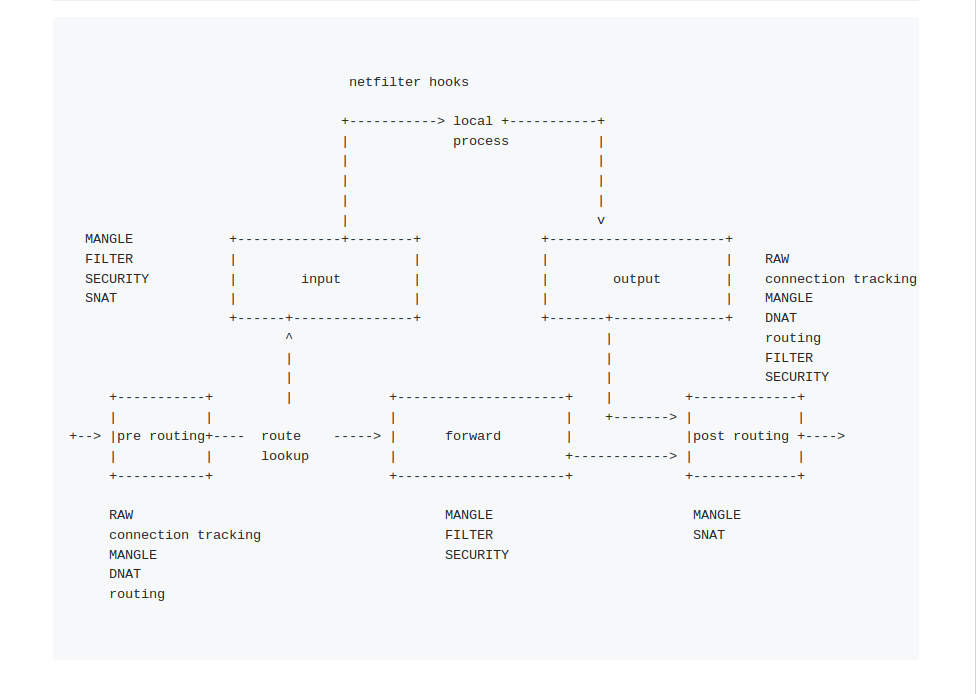 netfilter hooks

                                  +-----------> local +-----------+
                                  |             process           |
                                  |                               |
                                  |                               |
                                  |                               |
                                  |                               v
  MANGLE            +-------------+--------+               +----------------------+
  FILTER            |                      |               |                      |    RAW
  SECURITY          |        input         |               |        output        |    connection tracking
  SNAT              |                      |               |                      |    MANGLE
                    +------+---------------+               +-------+--------------+    DNAT
                           ^                                       |                   routing
                           |                                       |                   FILTER
                           |                                       |                   SECURITY
     +-----------+         |            +---------------------+    |         +-------------+
     |           |                      |                     |    +-------> |             |
+--> |pre routing+----  route   -----> |      forward        |              |post routing +---->
     |           |      lookup          |                     +------------> |             |
     +-----------+                      +---------------------+              +-------------+

     RAW                                       MANGLE                         MANGLE
     connection tracking                       FILTER                         SNAT
     MANGLE                                    SECURITY
     DNAT
     routing